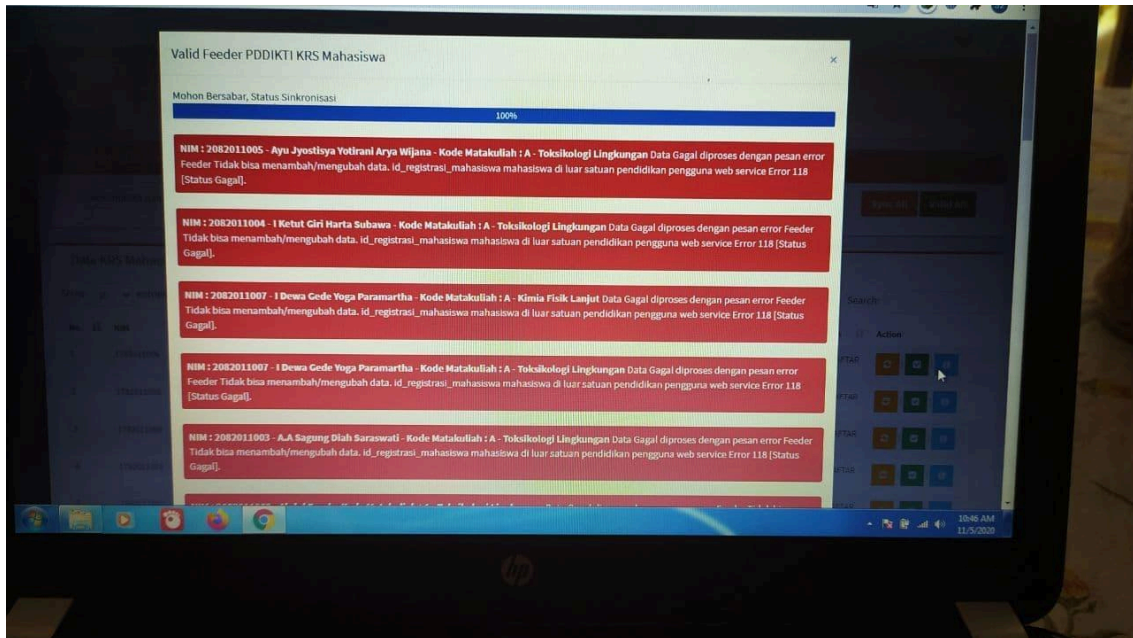 Valid Feeder PDDIKTI KRS Mahasiswa
×
Mohon Bersabar, Status Sinkronisasi
100%
NIM : 2082011005 - Ayu Jyostisya Yotirani Arya Wijana - Kode Matakuliah : A - Toksikologi Lingkungan Data Gagal diproses dengan pesan error
Feeder Tidak bisa menambah/mengubah data. id_registrasi_mahasiswa mahasiswa di luar satuan pendidikan pengguna web service Error 118
[Status Gagal].
NIM : 2082011004 - I Ketut Giri Harta Subawa - Kode Matakuliah : A - Toksikologi Lingkungan Data Gagal diproses dengan pesan error Feeder
Tidak bisa menambah/mengubah data. id_registrasi_mahasiswa mahasiswa di luar satuan pendidikan pengguna web service Error 118 [Status
Gagal].
NIM : 2082011007 - I Dewa Gede Yoga Paramartha - Kode Matakuliah : A - Kimia Fisik Lanjut Data Gagal diproses dengan pesan error Feeder
Tidak bisa menambah/mengubah data. id_registrasi_mahasiswa mahasiswa di luar satuan pendidikan pengguna web service Error 118 [Status
Gagal].
NIM : 2082011007 - I Dewa Gede Yoga Paramartha - Kode Matakuliah : A - Toksikologi Lingkungan Data Gagal diproses dengan pesan error
Feeder Tidak bisa menambah/mengubah data. id_registrasi_mahasiswa mahasiswa di luar satuan pendidikan pengguna web service Error 118
[Status Gagal].
NIM : 2082011003 - A.A Sagung Diah Saraswati - Kode Matakuliah : A - Toksikologi Lingkungan Data Gagal diproses dengan pesan error Feeder
Tidak bisa menambah/mengubah data. id_registrasi_mahasiswa mahasiswa di luar satuan pendidikan pengguna web service Error 118 [Status
Gagal].
Data KRS
Search
Action
10:46 AM
11/5/2020
hp